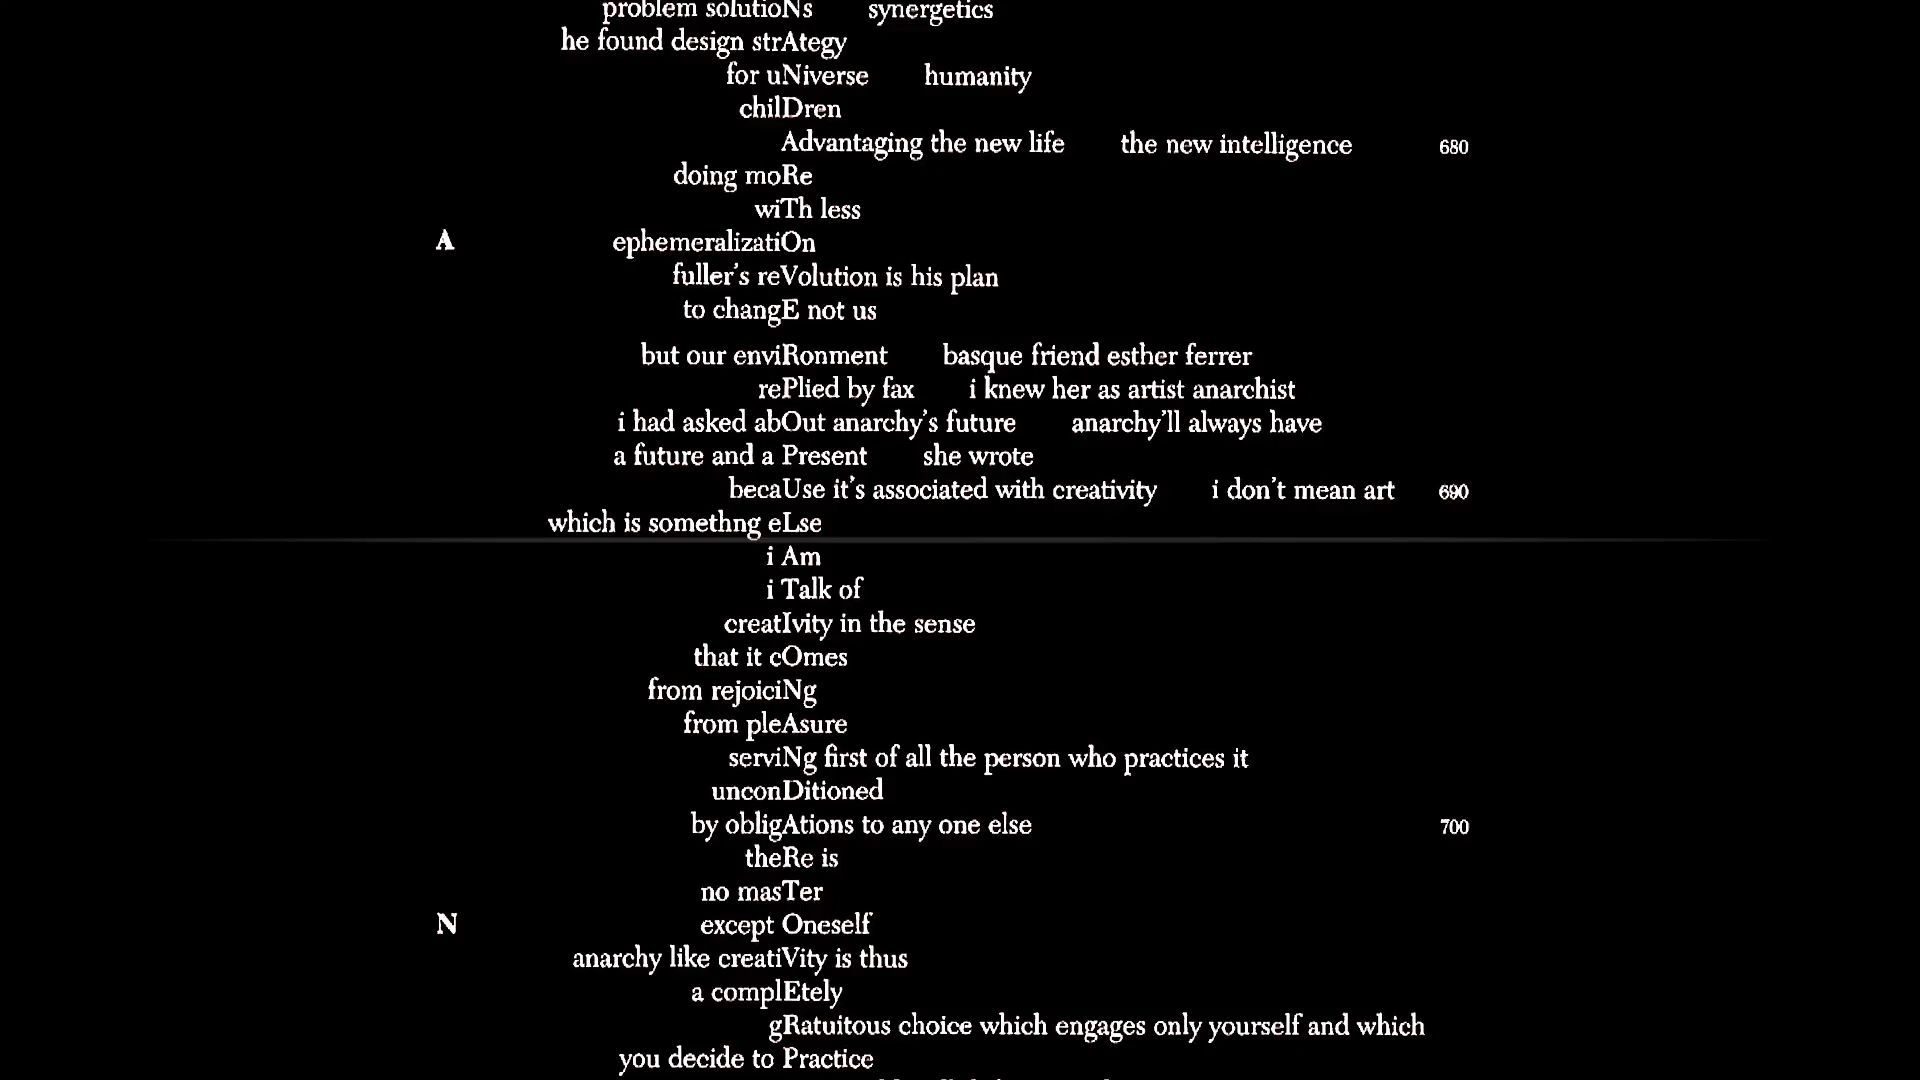 problem solutioNs synergetics
he found design strAtegy
for uNiverse humanity
chilDren
Advantaging the new life the new intelligence 680
doing moRe
wiTh less
A ephemeralizatiOn
fuller's reVolution is his plan
to changE not us
but our enviRonment basque friend esther ferrer
rePlied by fax i knew her as artist anarchist
i had asked abOut anarchy's future anarchy'll always have
a future and a Present she wrote
becaUse it's associated with creativity i don't mean art 690
which is somethng eLse
i Am
i Talk of
creatIvity in the sense
that it cOmes
from rejoiciNg
from pleAsure
serviNg first of all the person who practices it
unconDitioned
by obligAtions to any one else 700
theRe is
no masTer
N except Oneself
anarchy like creatiVity is thus
a complEtely
gRatuitous choice which engages only yourself and which
you decide to Practice